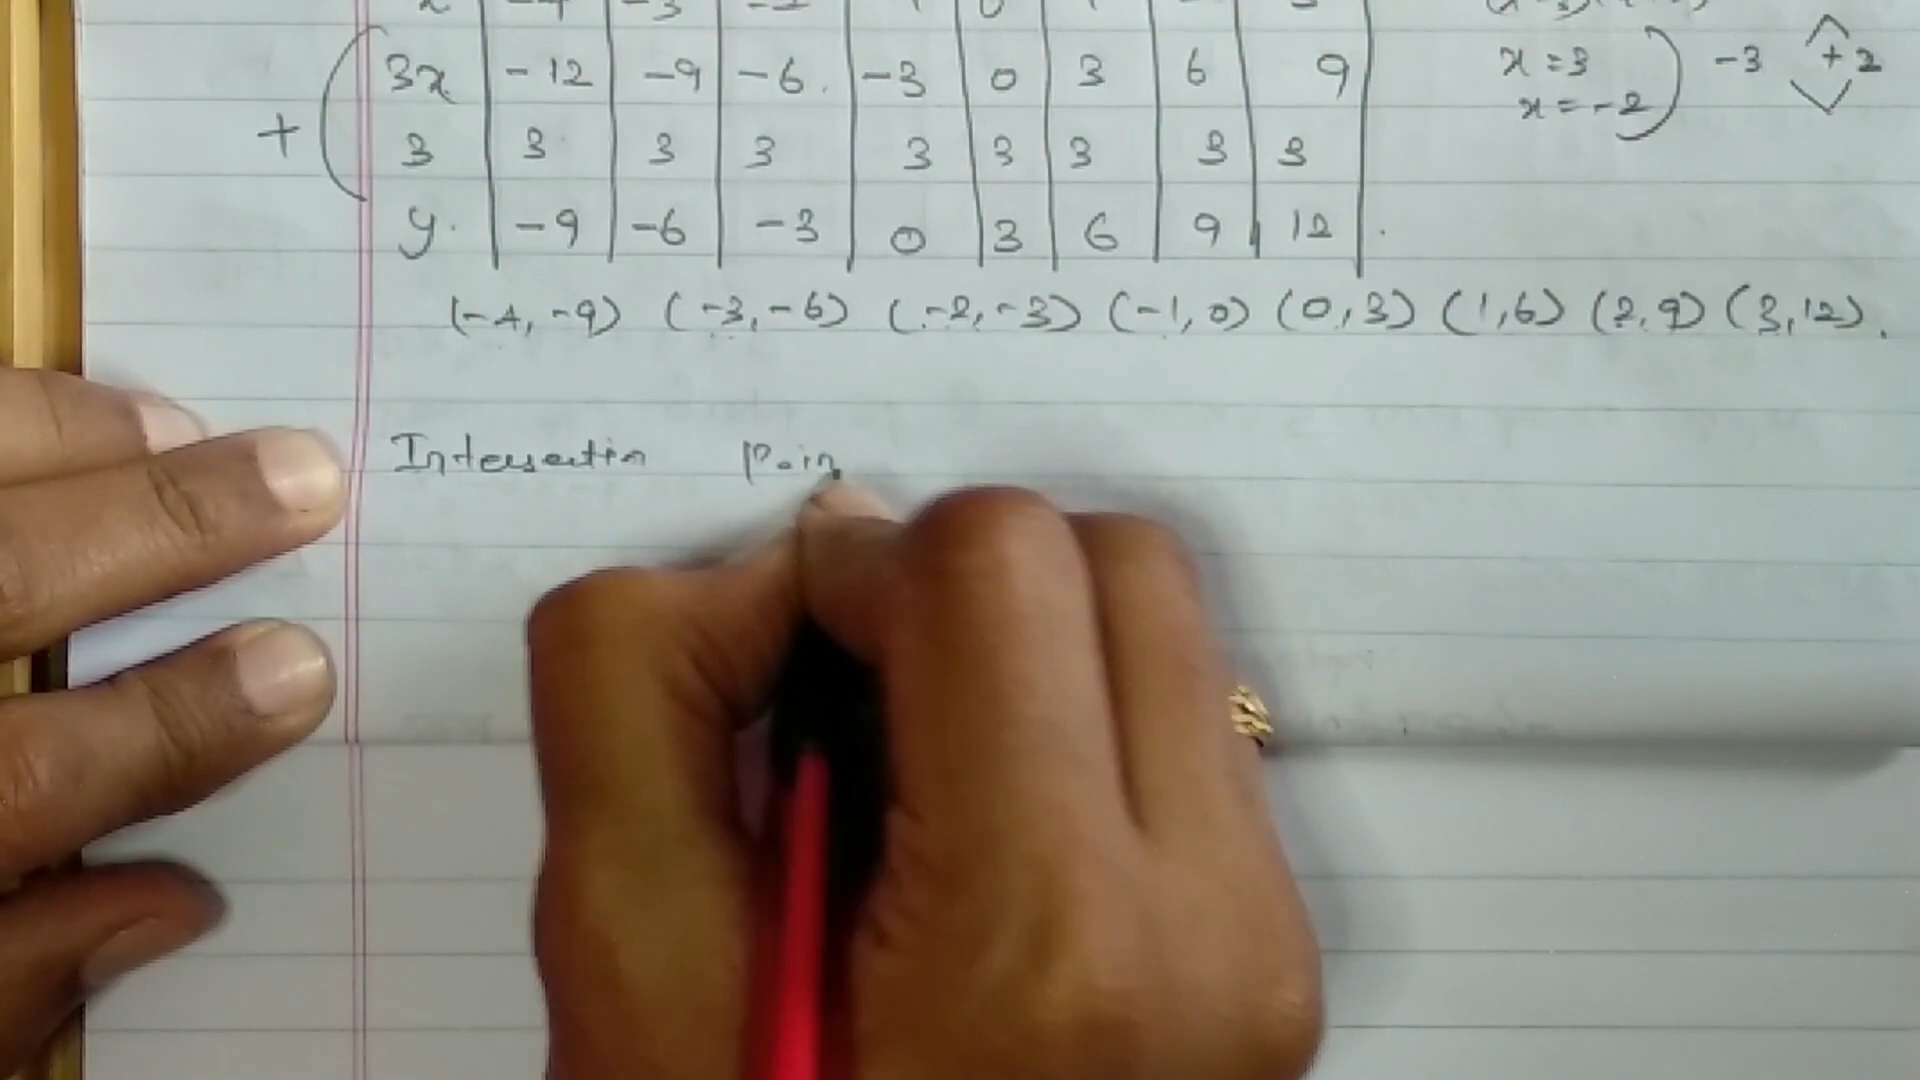 3x -12 -9 -6 -3 0 3 6 9
x = 3
x = -2
-3 +2
+
3 3 3 3 3 3 3 3 3
y -9 -6 -3 0 3 6 9 12
(-4, -9) (-3, -6) (-2, -3) (-1, 0) (0, 3) (1, 6) (2, 9) (3, 12).
Intersection Poin